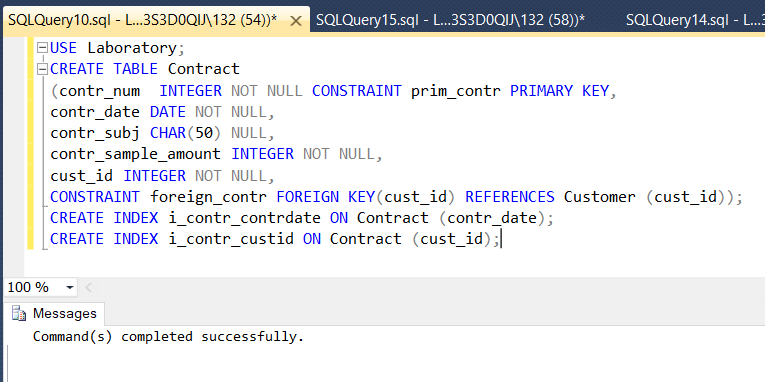 SQLQuery10.sql - L...3S3D0QIJ\132 (54))* SQLQuery15.sql - L...3S3D0QIJ\132 (58))* SQLQuery14.sql - L...3
USE Laboratory;
CREATE TABLE Contract
(contr_num  INTEGER NOT NULL CONSTRAINT prim_contr PRIMARY KEY,
contr_date DATE NOT NULL,
contr_subj CHAR(50) NULL,
contr_sample_amount INTEGER NOT NULL,
cust_id INTEGER NOT NULL,
CONSTRAINT foreign_contr FOREIGN KEY(cust_id) REFERENCES Customer (cust_id));
CREATE INDEX i_contr_contrdate ON Contract (contr_date);
CREATE INDEX i_contr_custid ON Contract (cust_id);
100 %
Messages
Command(s) completed successfully.